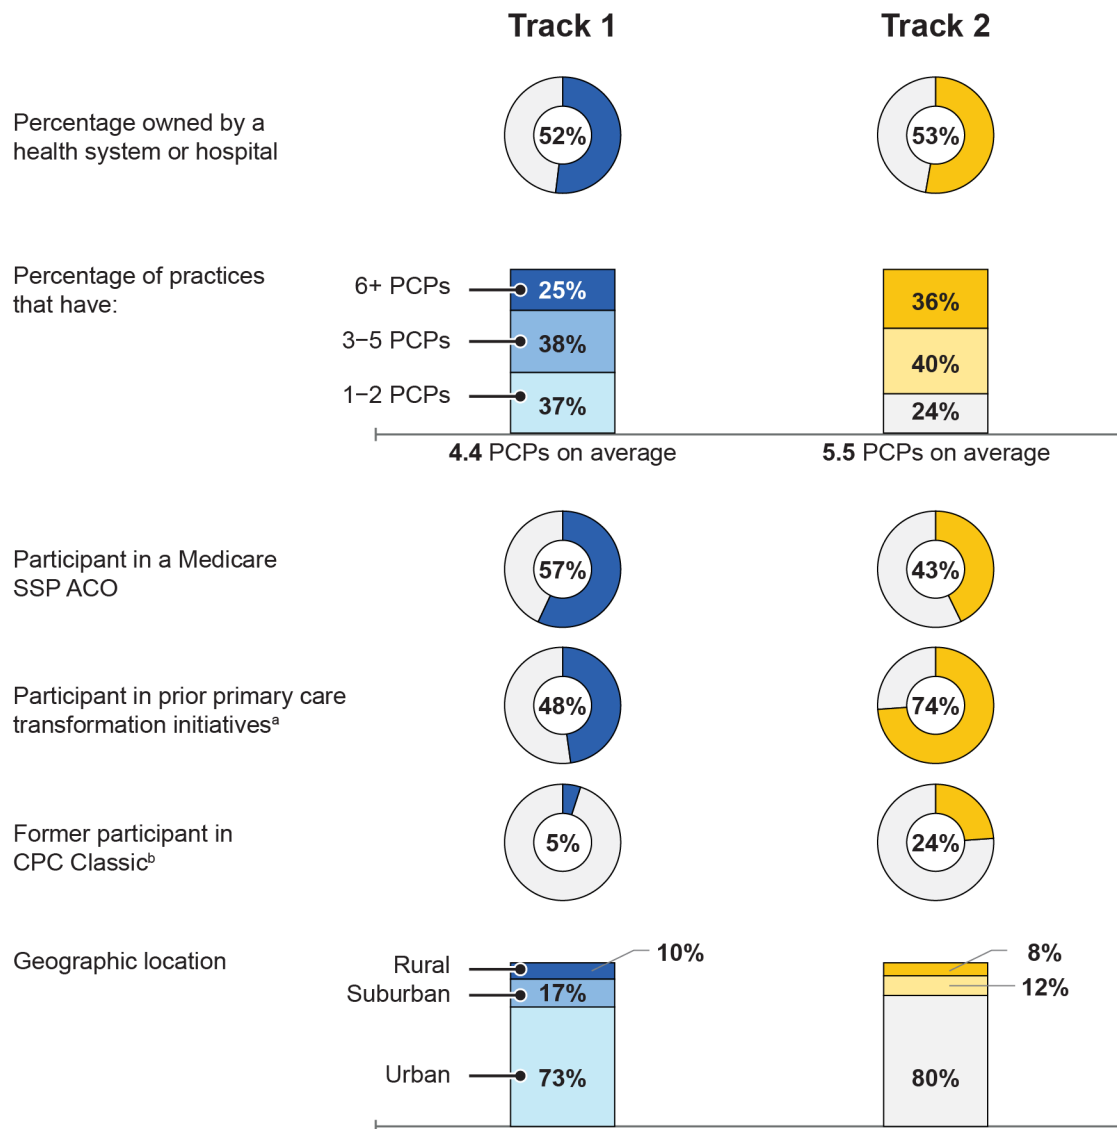 Track 1 Track 2
Percentage owned by a
health system or hospital
52% 53%
Percentage of practices
that have:
6+ PCPs 25% 36%
3−5 PCPs 38% 40%
1−2 PCPs 37% 24%
4.4 PCPs on average 5.5 PCPs on average
Participant in a Medicare
SSP ACO
57% 43%
Participant in prior primary care
transformation initiativesᵃ
48% 74%
Former participant in
CPC Classicᵇ
5% 24%
Geographic location
Rural 10% 8%
Suburban 17% 12%
Urban 73% 80%